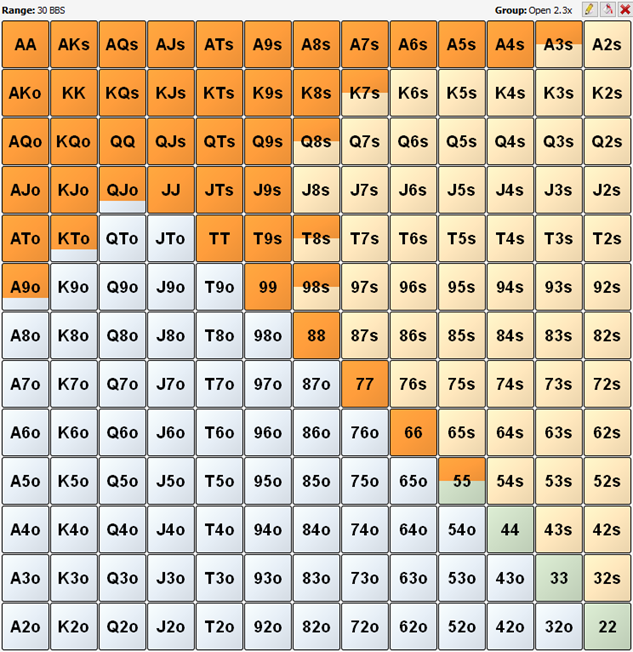 Range: 30 BBS Group: Open 2.3x
AA AKs AQs AJs ATs A9s A8s A7s A6s A5s A4s A3s A2s
AKo KK KQs KJs KTs K9s K8s K7s K6s K5s K4s K3s K2s
AQo KQo QQ QJs QTs Q9s Q8s Q7s Q6s Q5s Q4s Q3s Q2s
AJo KJo QJo JJ JTs J9s J8s J7s J6s J5s J4s J3s J2s
ATo KTo QTo JTo TT T9s T8s T7s T6s T5s T4s T3s T2s
A9o K9o Q9o J9o T9o 99 98s 97s 96s 95s 94s 93s 92s
A8o K8o Q8o J8o T8o 98o 88 87s 86s 85s 84s 83s 82s
A7o K7o Q7o J7o T7o 97o 87o 77 76s 75s 74s 73s 72s
A6o K6o Q6o J6o T6o 96o 86o 76o 66 65s 64s 63s 62s
A5o K5o Q5o J5o T5o 95o 85o 75o 65o 55 54s 53s 52s
A4o K4o Q4o J4o T4o 94o 84o 74o 64o 54o 44 43s 42s
A3o K3o Q3o J3o T3o 93o 83o 73o 63o 53o 43o 33 32s
A2o K2o Q2o J2o T2o 92o 82o 72o 62o 52o 42o 32o 22